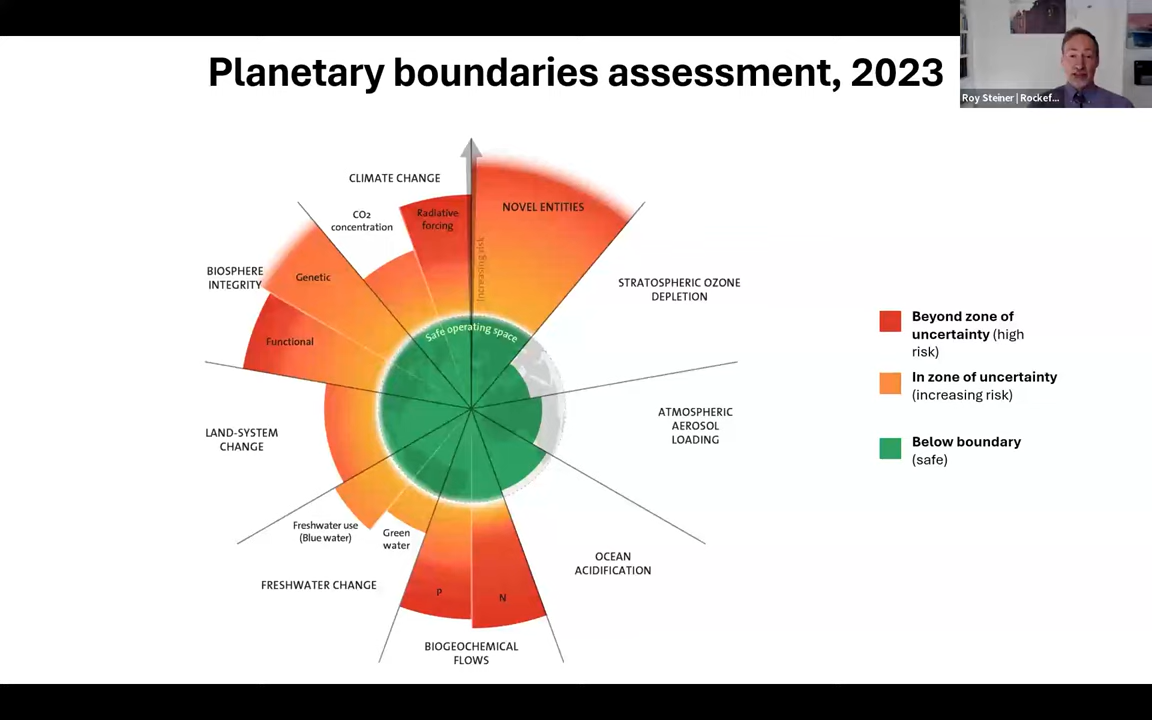 Planetary boundaries assessment, 2023
Roy Steiner | Rockef...
CLIMATE CHANGE
CO2
concentration
Radiative
forcing
Increasing risk
NOVEL ENTITIES
BIOSPHERE
INTEGRITY
Genetic
Functional
STRATOSPHERIC OZONE
DEPLETION
Safe operating space
ATMOSPHERIC
AEROSOL
LOADING
LAND-SYSTEM
CHANGE
Freshwater use
(Blue water)
Green
water
FRESHWATER CHANGE
OCEAN
ACIDIFICATION
P
N
BIOGEOCHEMICAL
FLOWS
Beyond zone of
uncertainty (high
risk)
In zone of uncertainty
(increasing risk)
Below boundary
(safe)